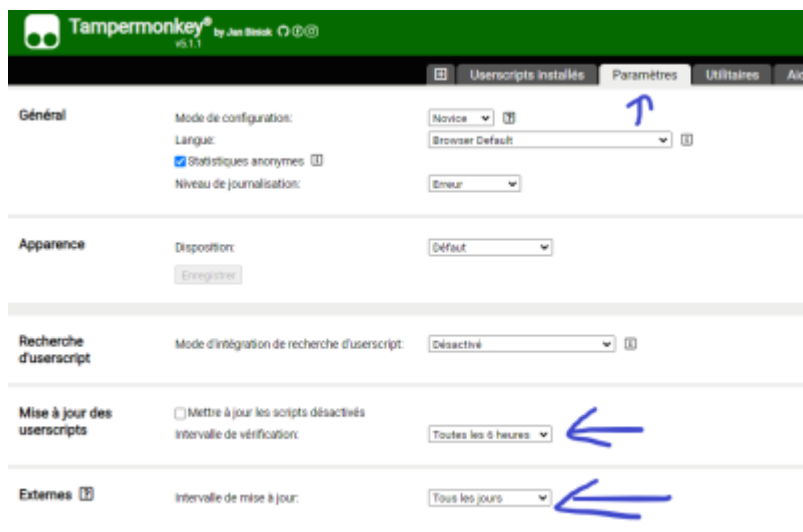 Tampermonkey® by Jan Biniok
v5.1.1
Userscripts installés Paramètres Utilitaires
Général
Mode de configuration: Novice
Langue: Browser Default
Statistiques anonymes
Niveau de journalisation: Erreur
Apparence
Disposition: Défaut
Enregistrer
Recherche d'userscript
Mode d'intégration de recherche d'userscript: Désactivé
Mise à jour des userscripts
Mettre à jour les scripts désactivés
Intervalle de vérification: Toutes les 6 heures
Externes
Intervalle de mise à jour: Tous les jours